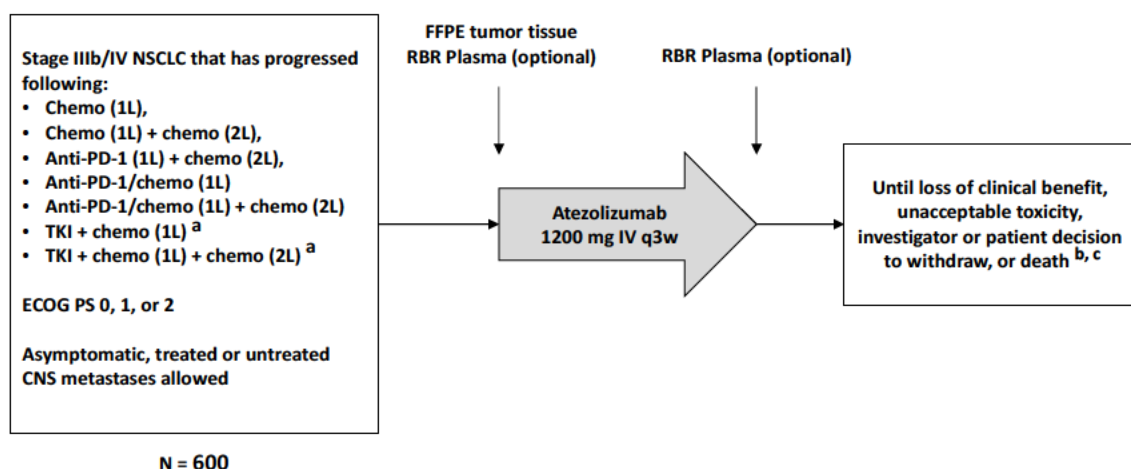 Stage IIIb/IV NSCLC that has progressed
following:
• Chemo (1L),
• Chemo (1L) + chemo (2L),
• Anti-PD-1 (1L) + chemo (2L),
• Anti-PD-1/chemo (1L)
• Anti-PD-1/chemo (1L) + chemo (2L)
• TKI + chemo (1L) a
• TKI + chemo (1L) + chemo (2L) a
ECOG PS 0, 1, or 2
Asymptomatic, treated or untreated
CNS metastases allowed
N = 600
FFPE tumor tissue
RBR Plasma (optional)
Atezolizumab
1200 mg IV q3w
RBR Plasma (optional)
Until loss of clinical benefit,
unacceptable toxicity,
investigator or patient decision
to withdraw, or death b, c